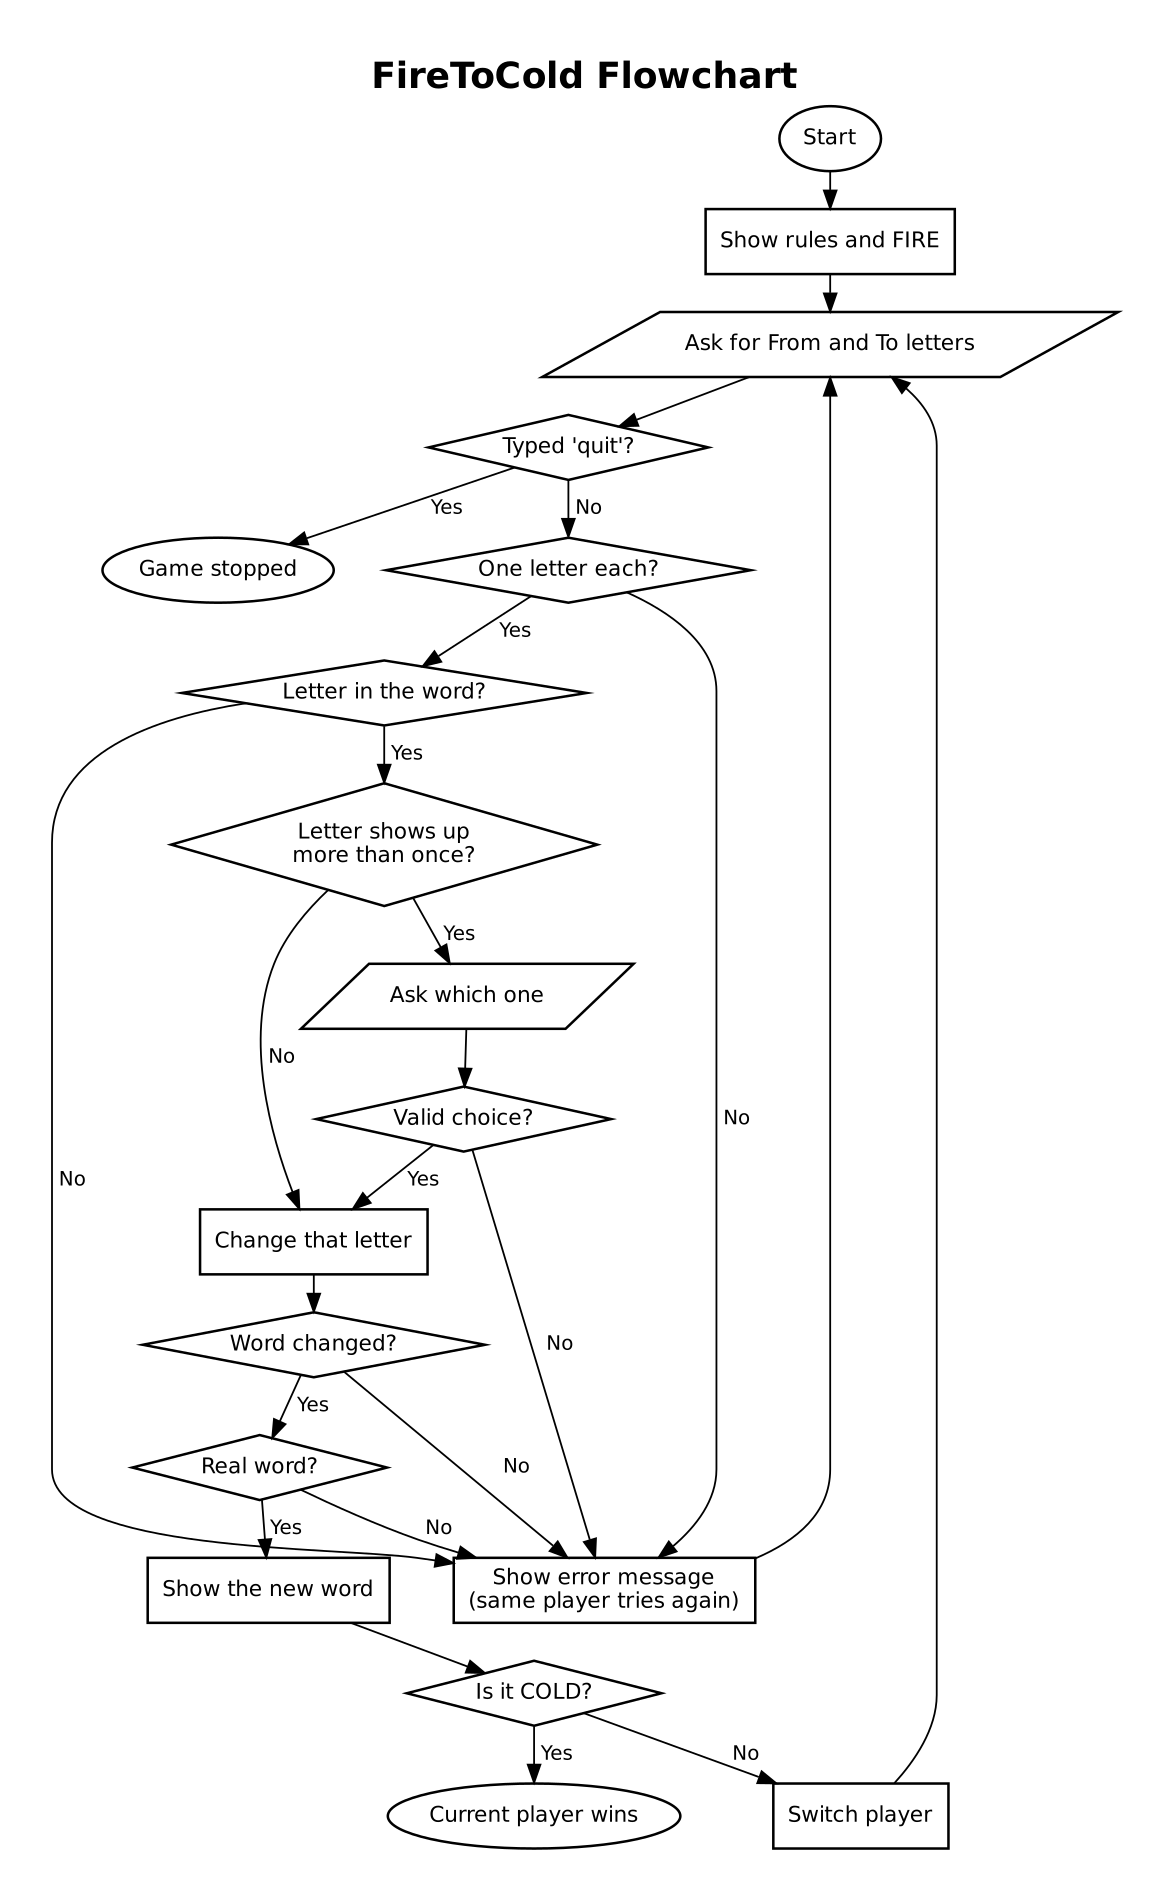 FireToCold Flowchart
Start
Show rules and FIRE
Ask for From and To letters
Typed 'quit'?
Yes
No
Game stopped
One letter each?
Yes
Letter in the word?
Yes
Letter shows up
more than once?
Yes
Ask which one
No
Valid choice?
No
No
Yes
Change that letter
Word changed?
No
Yes
Real word?
No
Yes
No
Show the new word
Show error message
(same player tries again)
Is it COLD?
Yes
No
Current player wins
Switch player